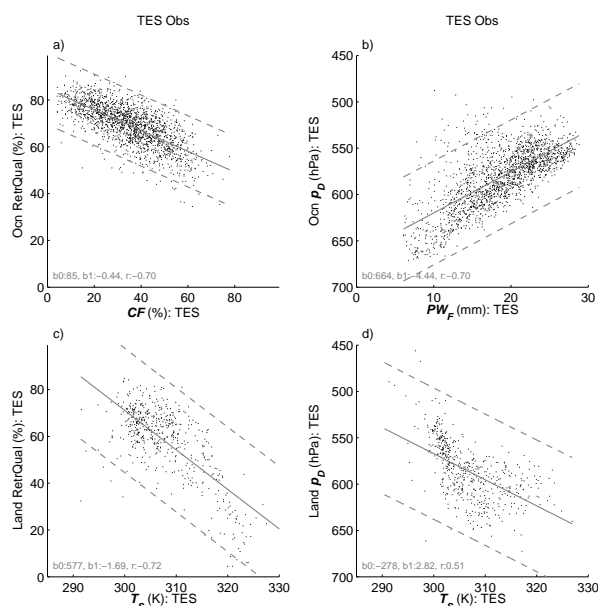 TES Obs
TES Obs
a)
Ocn RetrQual (%): TES
80
60
40
20
0
b0:85, b1:−0.44, r:−0.70
0 20 40 60 80
CF (%): TES
b)
Ocn p_D (hPa): TES
450
500
550
600
650
700
b0:664, b1:−4.44, r:−0.70
0 10 20 30
PW_F (mm): TES
c)
Land RetrQual (%): TES
80
60
40
20
0
b0:577, b1:−1.69, r:−0.72
290 300 310 320 330
T_S (K): TES
d)
Land p_D (hPa): TES
450
500
550
600
650
700
b0:−278, b1:2.82, r:0.51
290 300 310 320 330
T_S (K): TES